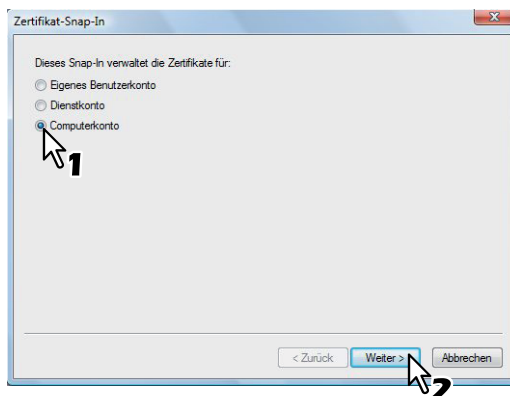 Zertifikat-Snap-In
Dieses Snap-In verwaltet die Zertifikate für:
Eigenes Benutzerkonto
Dienstkonto
Computerkonto
1
< Zurück Weiter > Abbrechen
2